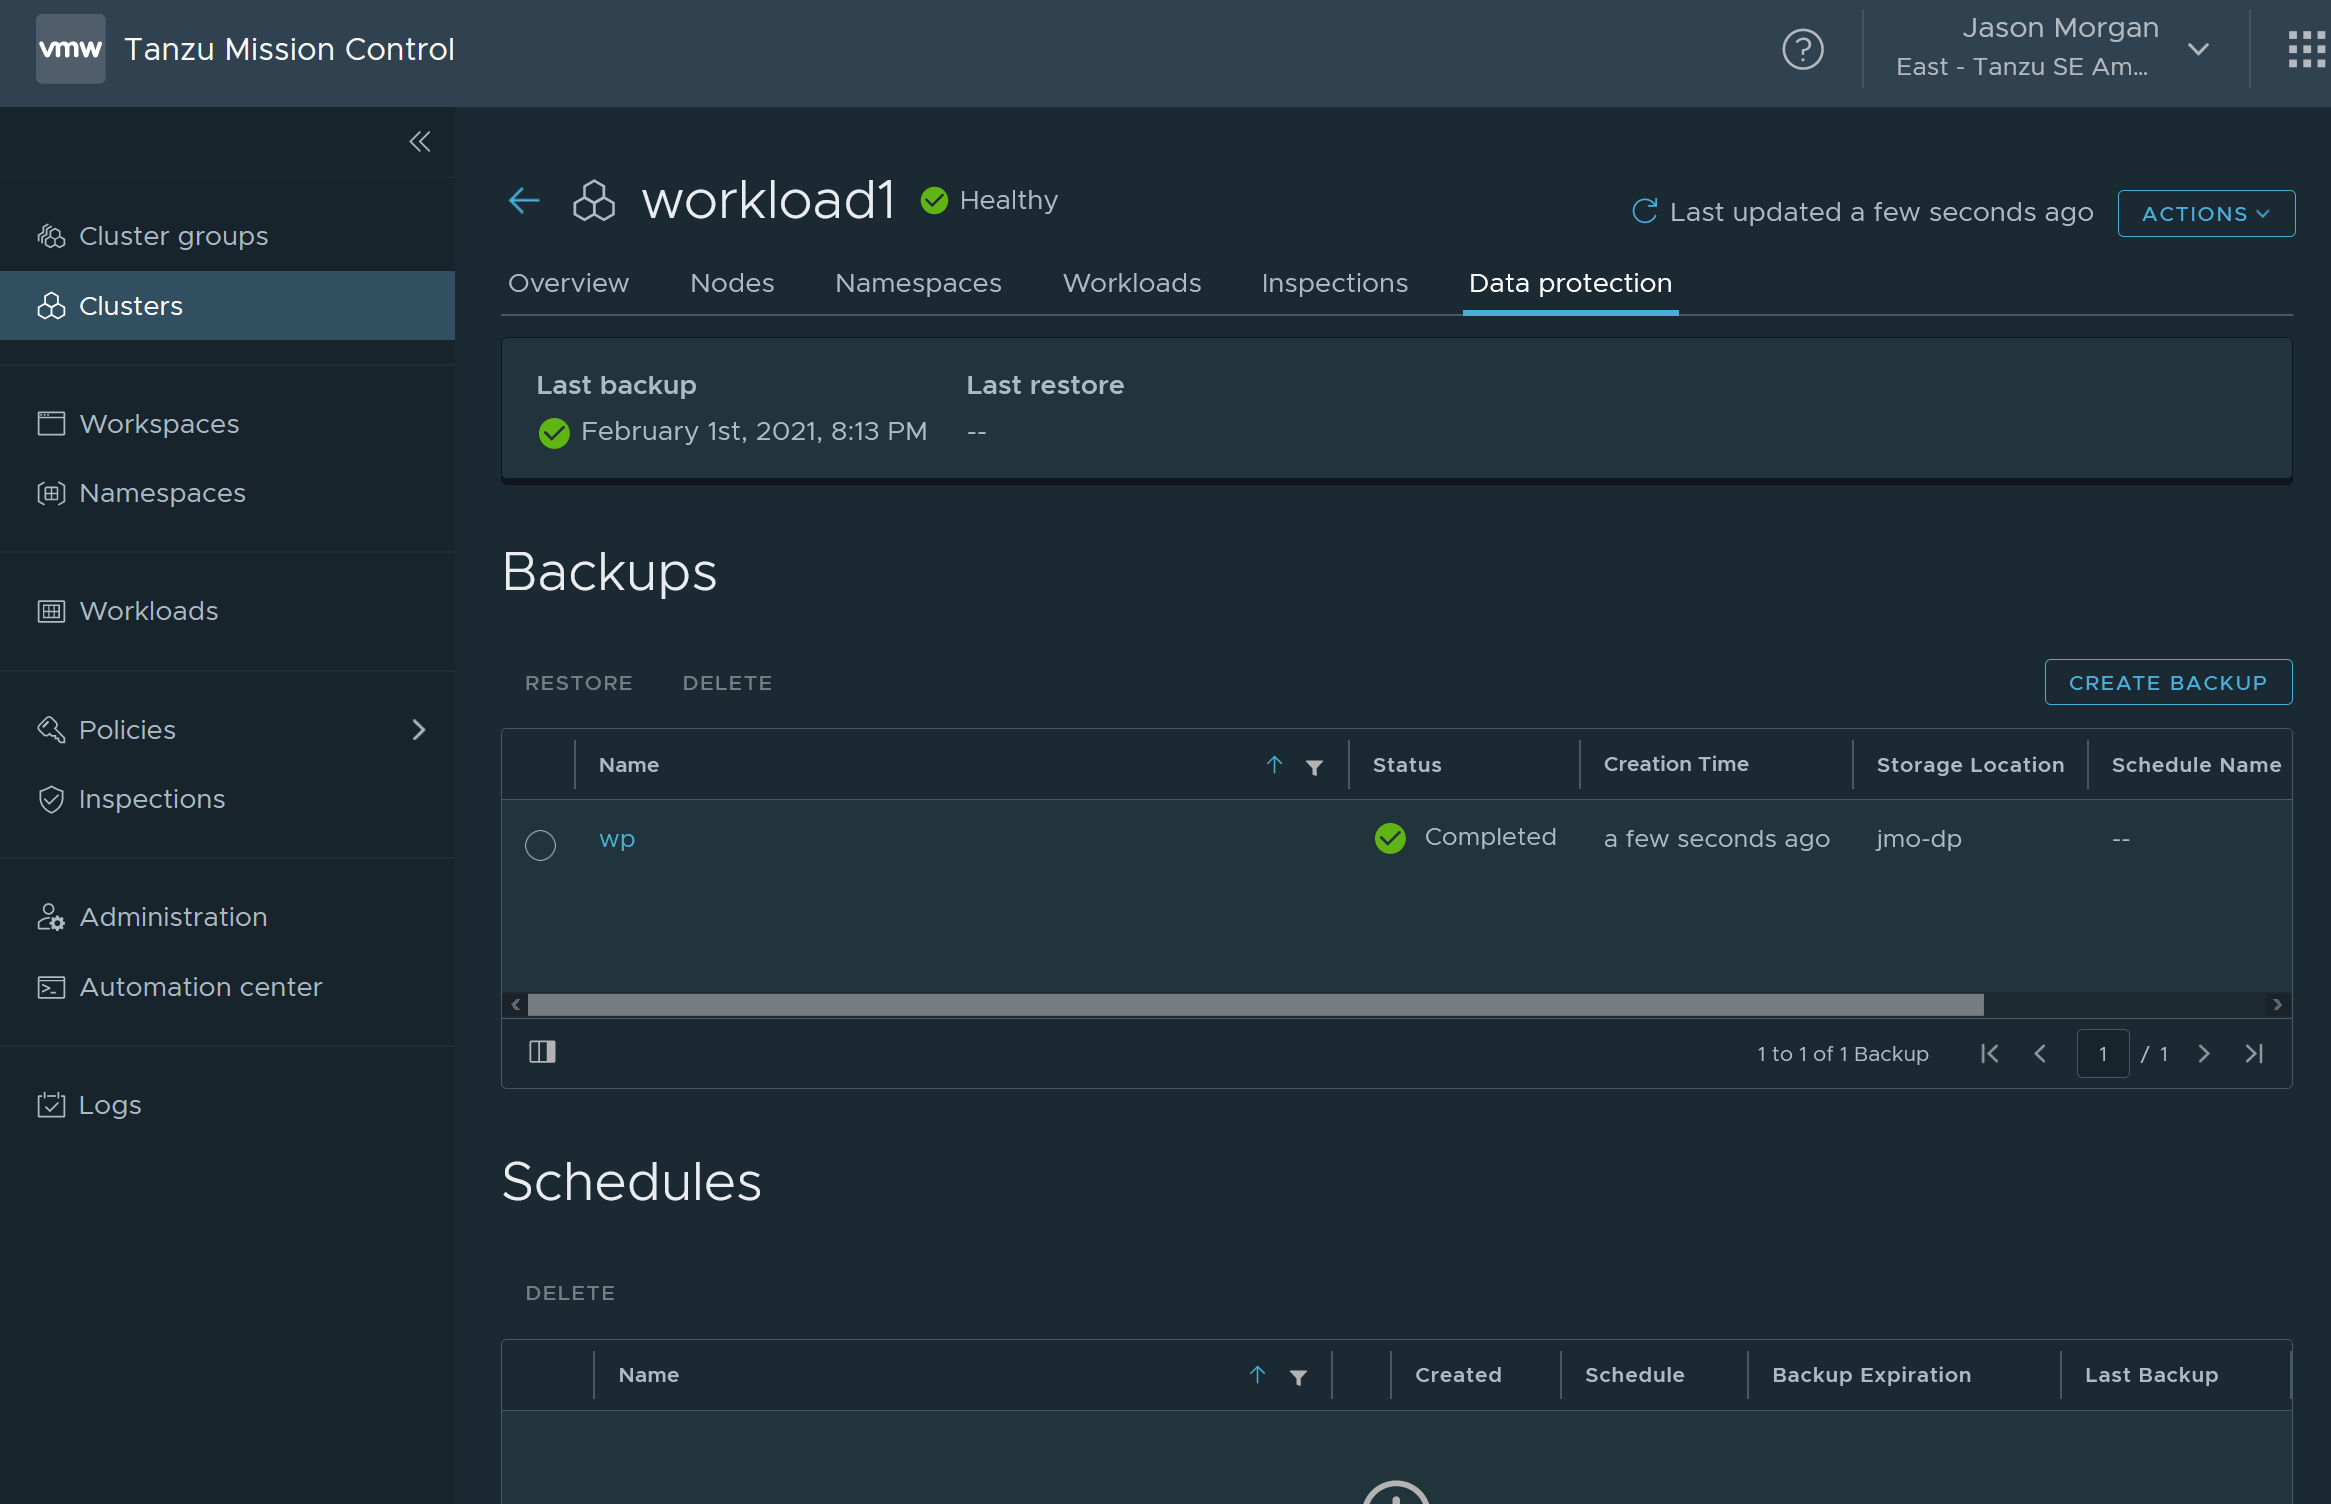 vmw Tanzu Mission Control
?
Jason Morgan
East - Tanzu SE Am...
Cluster groups
Clusters
Workspaces
Namespaces
Workloads
Policies
Inspections
Administration
Automation center
Logs
workload1 Healthy
Last updated a few seconds ago ACTIONS
Overview Nodes Namespaces Workloads Inspections Data protection
Last backup Last restore
February 1st, 2021, 8:13 PM --
Backups
RESTORE DELETE CREATE BACKUP
Name Status Creation Time Storage Location Schedule Name
wp Completed a few seconds ago jmo-dp --
1 to 1 of 1 Backup 1 / 1
Schedules
DELETE
Name Created Schedule Backup Expiration Last Backup